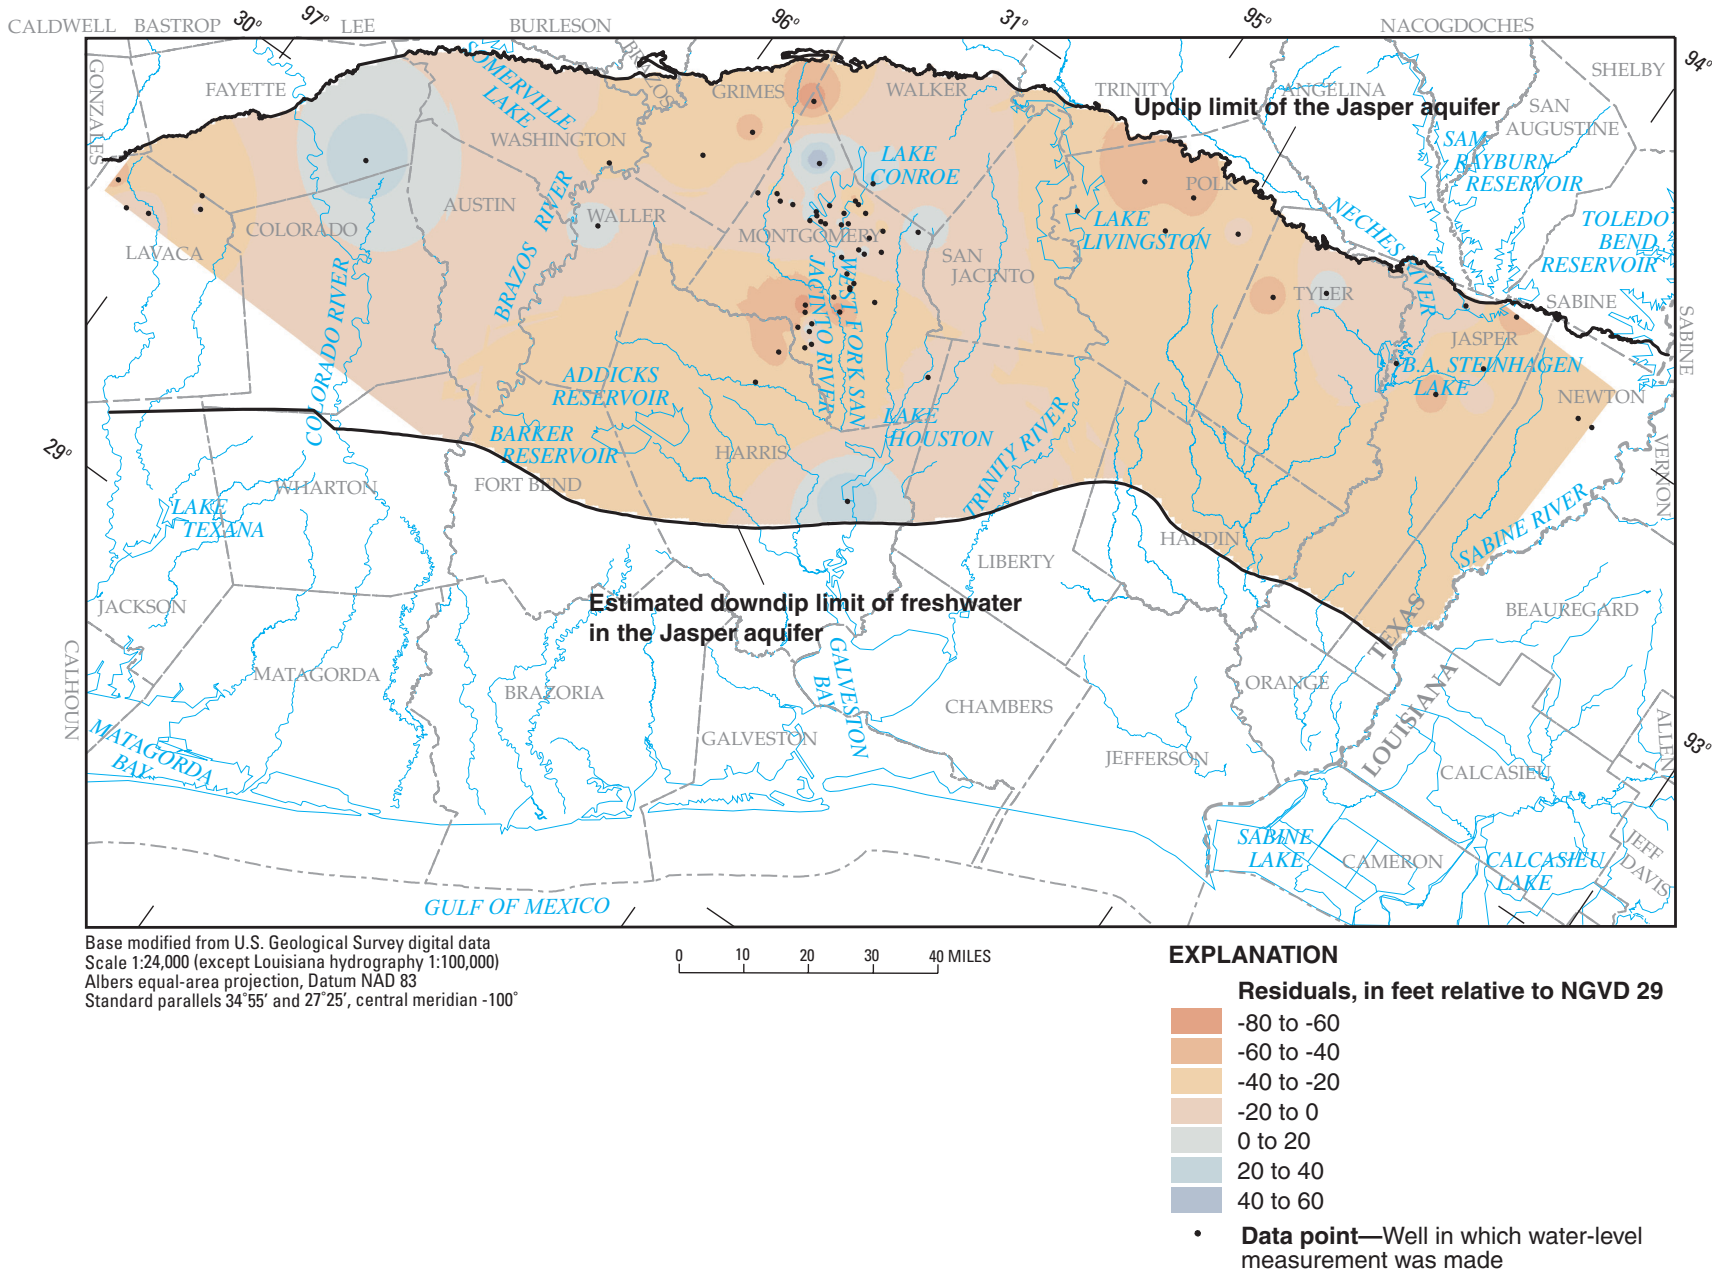 CALDWELL
BASTROP
30°
97°
LEE
BURLESON
96°
31°
95°
NACOGDOCHES
94°
GONZALES
FAYETTE
SOMERVILLE
LAKE
BRAZOS
GRIMES
WALKER
TRINITY
ANGELINA
SHELBY
Updip limit of the Jasper aquifer
SAN
AUGUSTINE
WASHINGTON
SAM
RAYBURN
RESERVOIR
LAKE
CONROE
POLK
AUSTIN
BRAZOS RIVER
WALLER
COLORADO
LAVACA
MONTGOMERY
SAN
JACINTO
LAKE
LIVINGSTON
NECHES RIVER
TOLEDO
BEND
RESERVOIR
TYLER
SABINE
SABINE
COLORADO RIVER
WEST FORK SAN
JACINTO RIVER
JASPER
B.A. STEINHAGEN
LAKE
NEWTON
ADDICKS
RESERVOIR
BARKER
RESERVOIR
LAKE
HOUSTON
TRINITY RIVER
HARRIS
29°
VERNON
WHARTON
FORT BEND
LAKE
TEXANA
SABINE RIVER
HARDIN
LIBERTY
Estimated downdip limit of freshwater
in the Jasper aquifer
JACKSON
BEAUREGARD
TEXAS
LOUISIANA
CALHOUN
MATAGORDA
BRAZORIA
GALVESTON
BAY
CHAMBERS
ORANGE
GALVESTON
JEFFERSON
ALLEN
93°
MATAGORDA
BAY
CALCASIEU
SABINE
LAKE
CAMERON
CALCASIEU
LAKE
JEFF
DAVIS
GULF OF MEXICO
Base modified from U.S. Geological Survey digital data
Scale 1:24,000 (except Louisiana hydrography 1:100,000)
Albers equal-area projection, Datum NAD 83
Standard parallels 34°55′ and 27°25′, central meridian -100°
0 10 20 30 40 MILES
EXPLANATION
Residuals, in feet relative to NGVD 29
-80 to -60
-60 to -40
-40 to -20
-20 to 0
0 to 20
20 to 40
40 to 60
Data point—Well in which water-level
measurement was made